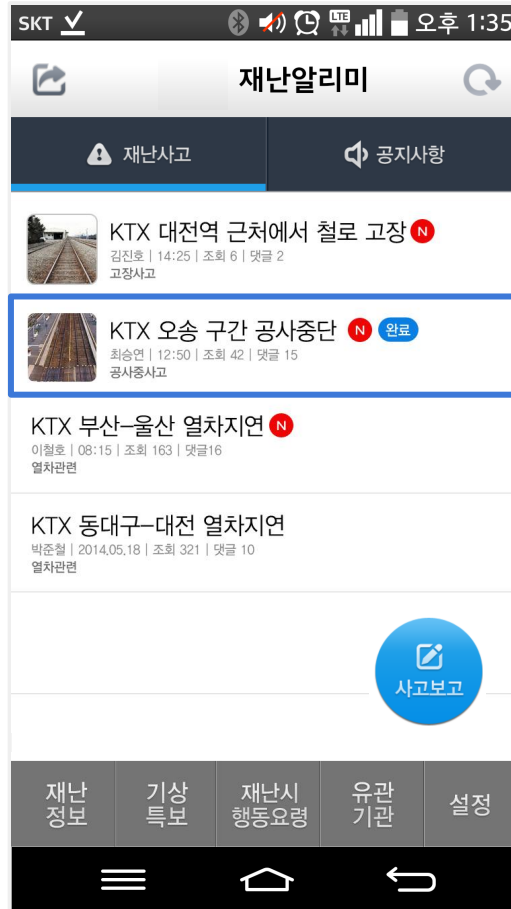 SKT LTE 오후 1:35
재난알리미
재난사고 공지사항
KTX 대전역 근처에서 철로 고장 N
김진호 | 14:25 | 조회 6 | 댓글 2
고장사고
KTX 오송 구간 공사중단 N 완료
최승연 | 12:50 | 조회 42 | 댓글 15
공사중사고
KTX 부산–울산 열차지연 N
이철호 | 08:15 | 조회 163 | 댓글16
열차관련
KTX 동대구–대전 열차지연
박준철 | 2014.05.18 | 조회 321 | 댓글 10
열차관련
사고보고
재난 기상 재난시 유관 설정
정보 특보 행동요령 기관